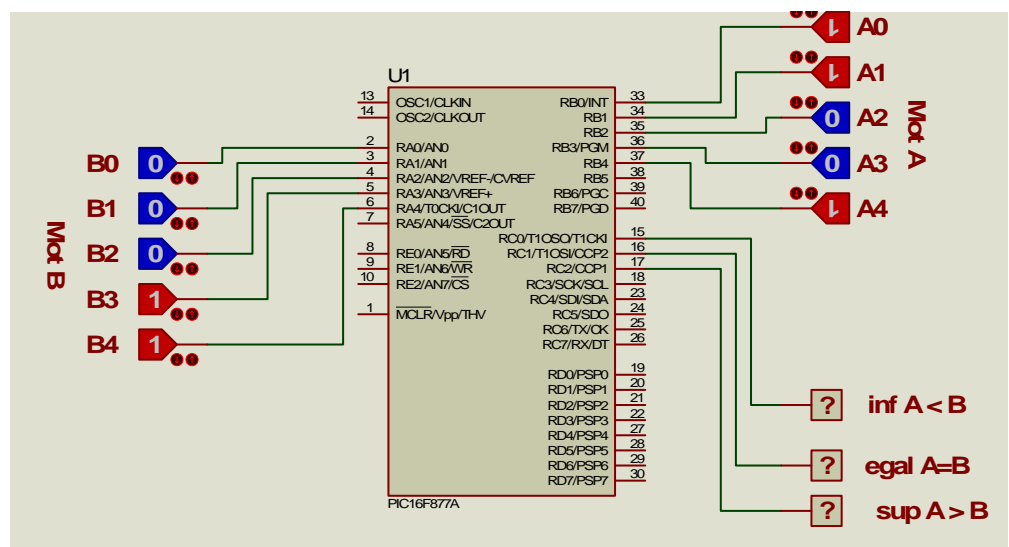 U1
13 OSC1/CLKIN
14 OSC2/CLKOUT
2 RA0/AN0
3 RA1/AN1
4 RA2/AN2/VREF-/CVREF
5 RA3/AN3/VREF+
6 RA4/T0CKI/C1OUT
7 RA5/AN4/SS/C2OUT
8 RE0/AN5/RD
9 RE1/AN6/WR
10 RE2/AN7/CS
1 MCLR/Vpp/THV
RB0/INT 33
RB1 34
RB2 35
RB3/PGM 36
RB4 37
RB5 38
RB6/PGC 39
RB7/PGD 40
RC0/T1OSO/T1CKI 15
RC1/T1OSI/CCP2 16
RC2/CCP1 17
RC3/SCK/SCL 18
RC4/SDI/SDA 23
RC5/SDO 24
RC6/TX/CK 25
RC7/RX/DT 26
RD0/PSP0 19
RD1/PSP1 20
RD2/PSP2 21
RD3/PSP3 22
RD4/PSP4 27
RD5/PSP5 28
RD6/PSP6 29
RD7/PSP7 30
PIC16F877A
Mot B
B0 0
B1 0
B2 0
B3 1
B4 1
1 A0
1 A1
0 A2
0 A3
1 A4
Mot A
? inf A < B
? egal A=B
? sup A > B